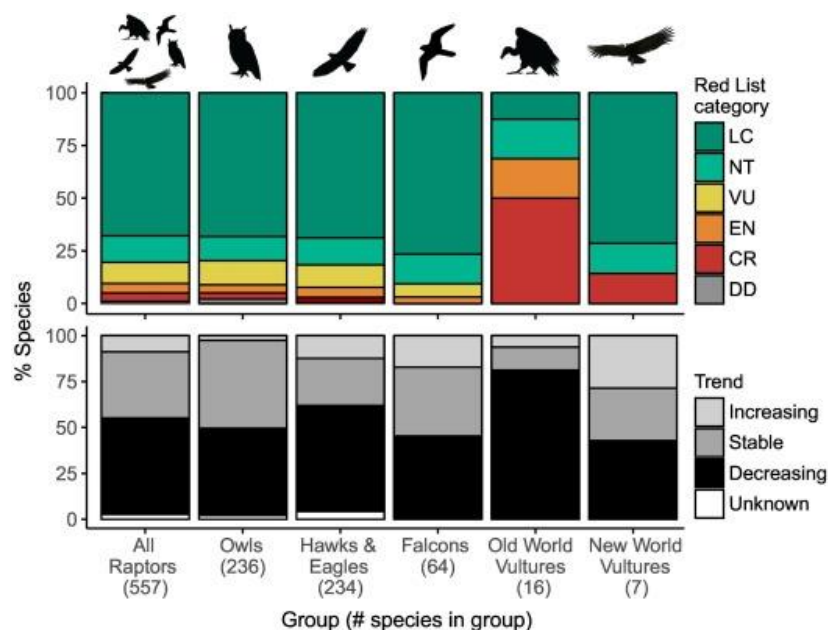 100
75
50
25
0
Red List
category
LC
NT
VU
EN
CR
DD
% Species
100
75
50
25
0
Trend
Increasing
Stable
Decreasing
Unknown
All
Raptors
(557)
Owls
(236)
Hawks &
Eagles
(234)
Falcons
(64)
Old World
Vultures
(16)
New World
Vultures
(7)
Group (# species in group)